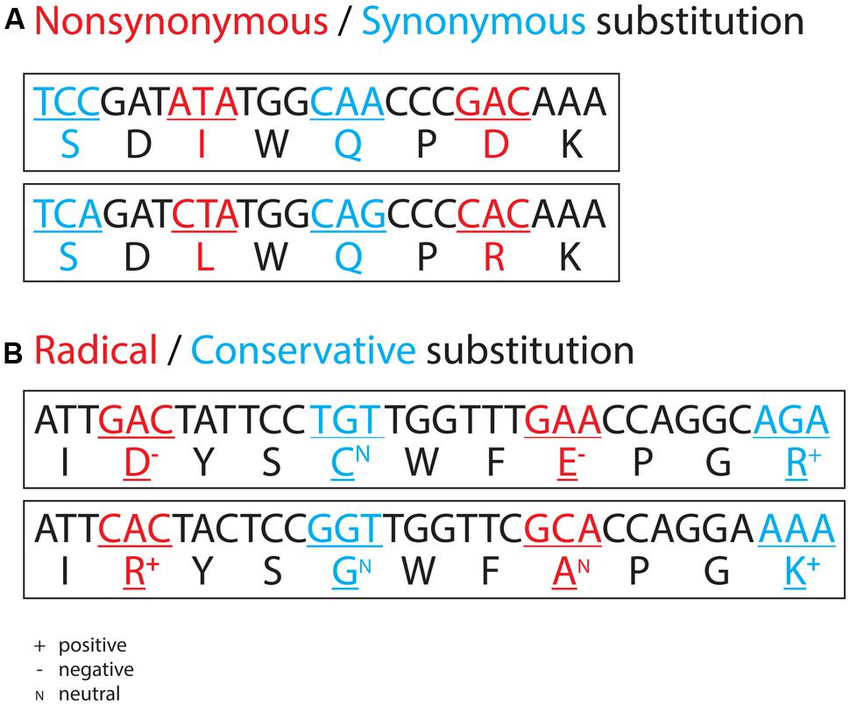 A Nonsynonymous / Synonymous substitution
TCCGATATATGGCAACCCGACAAA
S D I W Q P D K
TCAGATCTATGGCAGCCCCACAAA
S D L W Q P R K
B Radical / Conservative substitution
ATTGACTATTCCTGTTGGTTTGAACCAGGCAGA
I D- Y S CN W F E- P G R+
ATTCACTACTCCGGTTGGTTCGCACCAGGAAAA
I R+ Y S GN W F AN P G K+
+ positive
- negative
N neutral